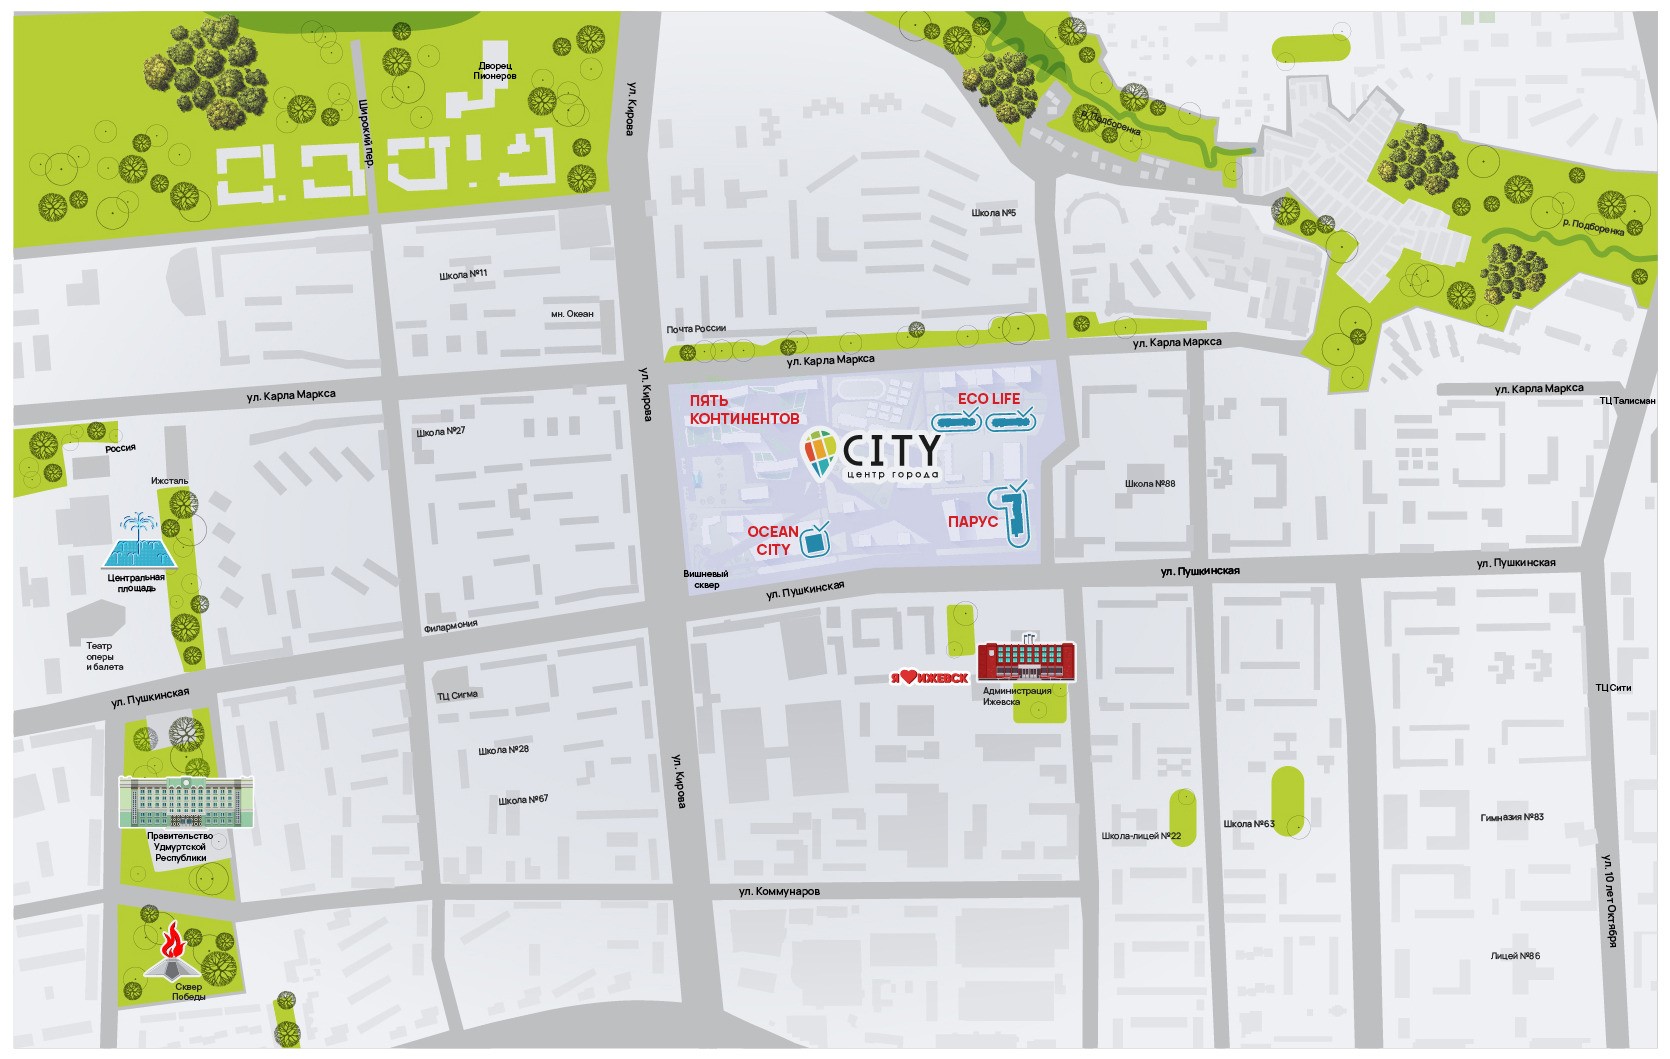 Дворец
Пионеров
ул. Кирова
Широкий пер.
р. Подборенка
Школа №5
р. Подборенка
Школа №11
мн. Океан
Почта России
ул. Карла Маркса
ул. Карла Маркса
ул. Карла Маркса
ул. Карла Маркса
ТЦ Талисман
ул. Кирова
ПЯТЬ
КОНТИНЕНТОВ
ECO LIFE
Школа №27
Россия
CITY
центр города
Ижсталь
Школа №88
OCEAN
CITY
ПАРУС
Центральная
площадь
Вишневый
сквер
ул. Пушкинская
ул. Пушкинская
ул. Пушкинская
Филармония
Театр
оперы
и балета
Я ИЖЕВСК
Администрация
Ижевска
ТЦ Сити
ул. Пушкинская
ТЦ Сигма
Школа №28
ул. Кирова
Школа №67
Гимназия №83
Школа-лицей №22
Школа №63
Правительство
Удмуртской
Республики
ул. Коммунаров
ул. 10 лет Октября
Лицей №86
Сквер
Победы